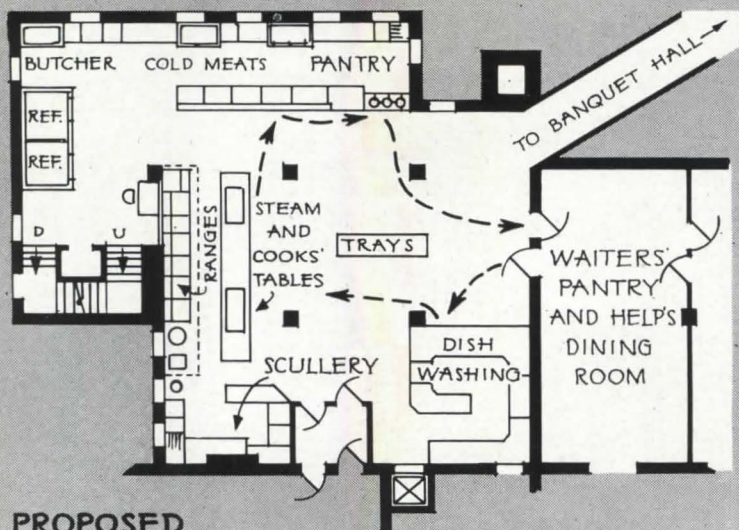 BUTCHER
COLD MEATS
PANTRY
REF.
REF.
TO BANQUET HALL
D
U
RANGES
STEAM
AND
COOKS'
TABLES
TRAYS
WAITERS'
PANTRY
AND HELP'S
DINING
ROOM
SCULLERY
DISH
WASHING
PROPOSED